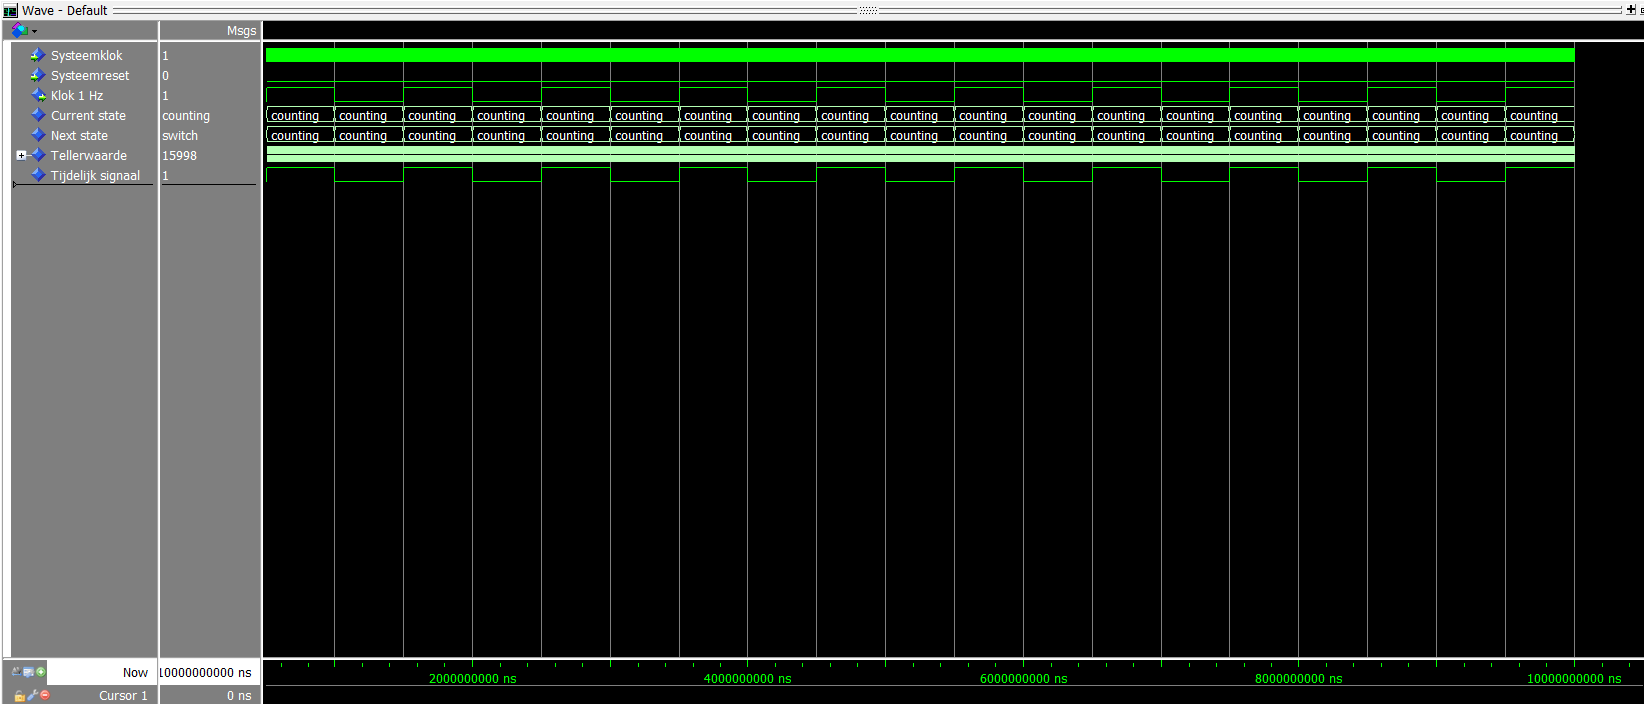 Wave - Default
Msgs
Systeemklok 1
Systeemreset 0
Klok 1 Hz 1
Current state counting counting counting counting counting counting counting counting counting counting counting counting counting counting counting counting counting counting counting counting
Next state switch counting counting counting counting counting counting counting counting counting counting counting counting counting counting counting counting counting counting counting
Tellerwaarde 15998
Tijdelijk signaal 1
Now 10000000000 ns
2000000000 ns 4000000000 ns 6000000000 ns 8000000000 ns 10000000000 ns
Cursor 1 0 ns